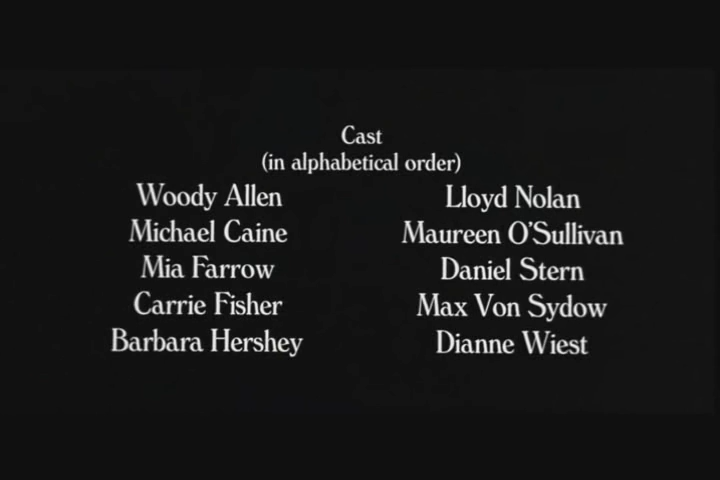 Cast
(in alphabetical order)
Woody Allen
Michael Caine
Mia Farrow
Carrie Fisher
Barbara Hershey
Lloyd Nolan
Maureen O'Sullivan
Daniel Stern
Max Von Sydow
Dianne Wiest